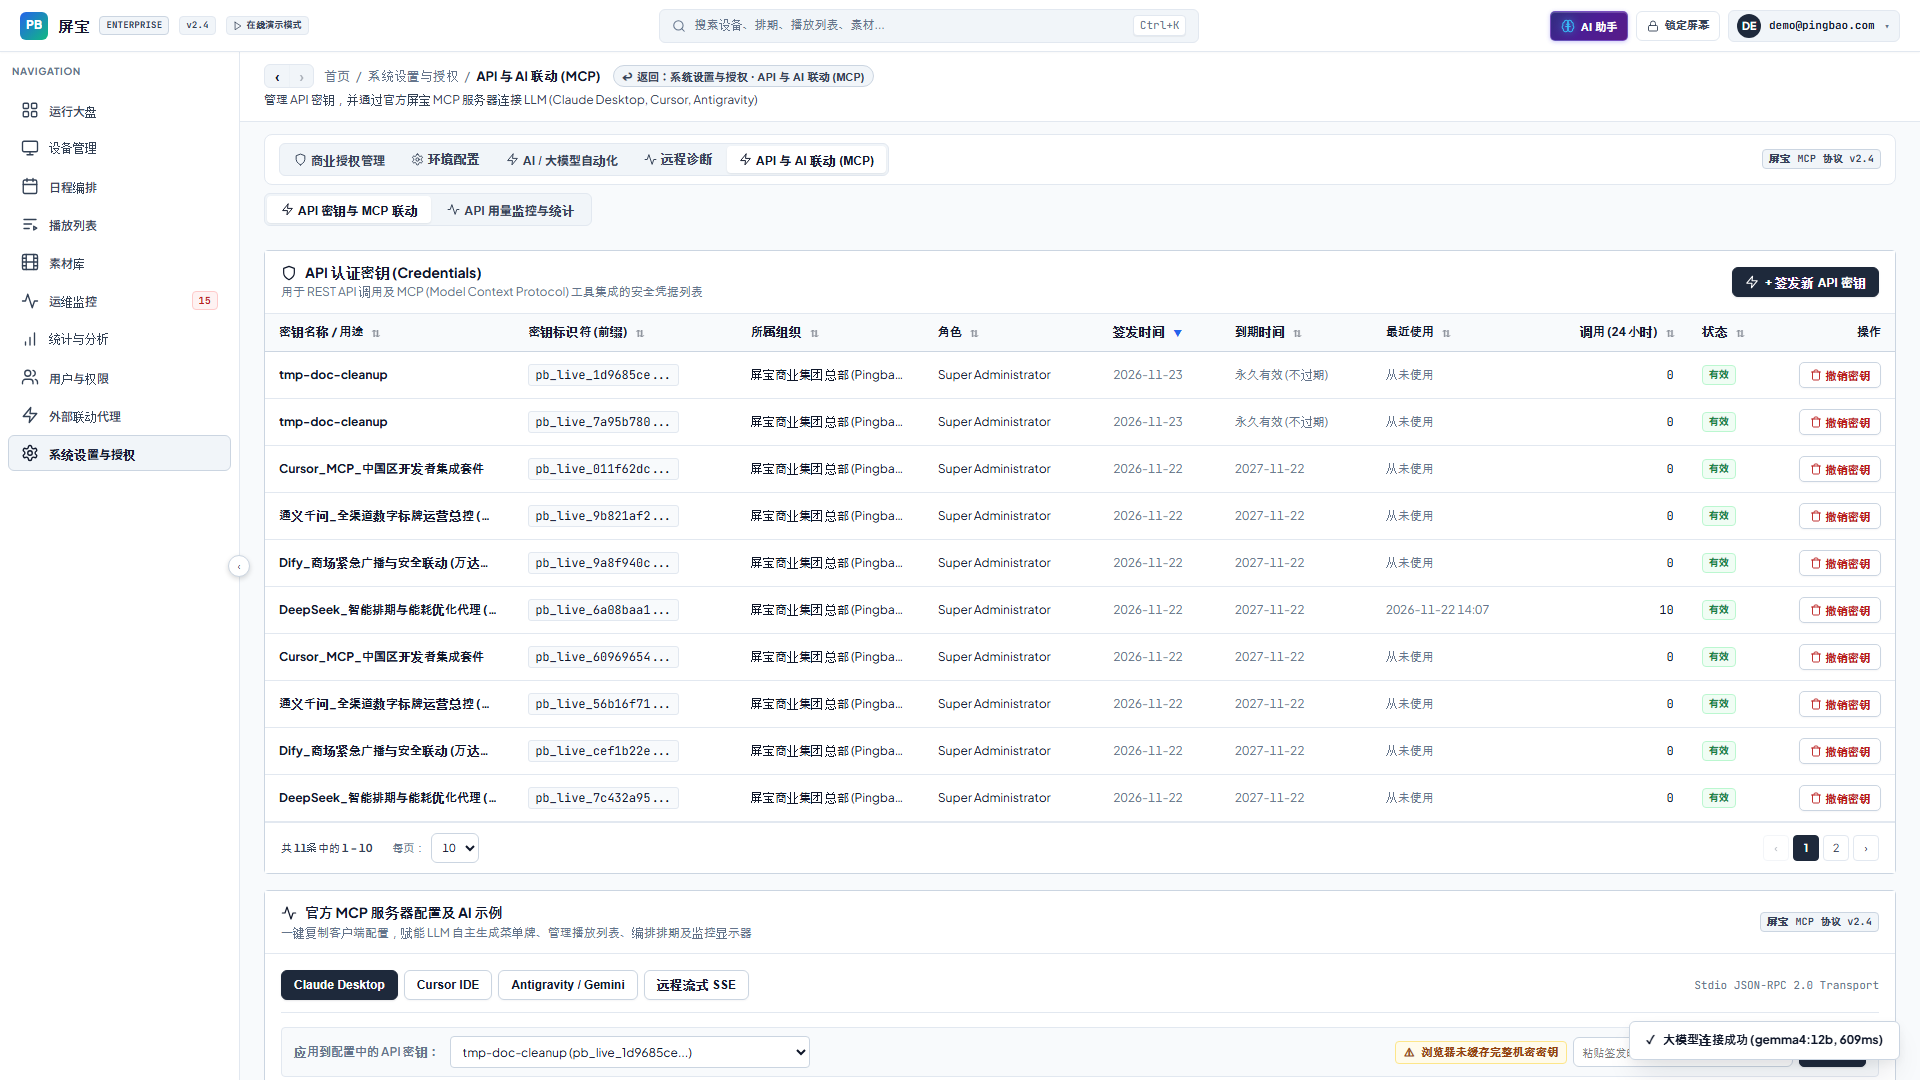 PB 屏宝 ENTERPRISE v2.4 ▷ 在线演示模式
搜索设备、排期、播放列表、素材... Ctrl+K
AI 助手 锁定屏幕 DE demo@pingbao.com
NAVIGATION
运行大盘
设备管理
日程编排
播放列表
素材库
运维监控 15
统计与分析
用户与权限
外部联动代理
系统设置与授权
‹ › 首页 / 系统设置与授权 / API 与 AI 联动 (MCP) ↩ 返回：系统设置与授权 · API 与 AI 联动 (MCP)
管理 API 密钥，并通过官方屏宝 MCP 服务器连接 LLM (Claude Desktop, Cursor, Antigravity)
商业授权管理 环境配置 AI / 大模型自动化 远程诊断 API 与 AI 联动 (MCP) 屏宝 MCP 协议 v2.4
API 密钥与 MCP 联动 API 用量监控与统计
API 认证密钥 (Credentials)
用于 REST API 调用及 MCP (Model Context Protocol) 工具集成的安全凭据列表
+ 签发新 API 密钥
密钥名称 / 用途 密钥标识符 (前缀) 所属组织 角色 签发时间 ▼ 到期时间 最近使用 调用 (24 小时) 状态 操作
tmp-doc-cleanup pb_live_1d9685ce... 屏宝商业集团总部 (Pingba... Super Administrator 2026-11-23 永久有效 (不过期) 从未使用 0 有效 撤销密钥
tmp-doc-cleanup pb_live_7a95b780... 屏宝商业集团总部 (Pingba... Super Administrator 2026-11-23 永久有效 (不过期) 从未使用 0 有效 撤销密钥
Cursor_MCP_中国区开发者集成套件 pb_live_011f62dc... 屏宝商业集团总部 (Pingba... Super Administrator 2026-11-22 2027-11-22 从未使用 0 有效 撤销密钥
通义千问_全渠道数字标牌运营总控 (... pb_live_9b821af2... 屏宝商业集团总部 (Pingba... Super Administrator 2026-11-22 2027-11-22 从未使用 0 有效 撤销密钥
Dify_商场紧急广播与安全联动 (万达... pb_live_9a8f940c... 屏宝商业集团总部 (Pingba... Super Administrator 2026-11-22 2027-11-22 从未使用 0 有效 撤销密钥
DeepSeek_智能排期与能耗优化代理 (... pb_live_6a08baa1... 屏宝商业集团总部 (Pingba... Super Administrator 2026-11-22 2027-11-22 2026-11-22 14:07 10 有效 撤销密钥
Cursor_MCP_中国区开发者集成套件 pb_live_60969654... 屏宝商业集团总部 (Pingba... Super Administrator 2026-11-22 2027-11-22 从未使用 0 有效 撤销密钥
通义千问_全渠道数字标牌运营总控 (... pb_live_56b16f71... 屏宝商业集团总部 (Pingba... Super Administrator 2026-11-22 2027-11-22 从未使用 0 有效 撤销密钥
Dify_商场紧急广播与安全联动 (万达... pb_live_cef1b22e... 屏宝商业集团总部 (Pingba... Super Administrator 2026-11-22 2027-11-22 从未使用 0 有效 撤销密钥
DeepSeek_智能排期与能耗优化代理 (... pb_live_7c432a95... 屏宝商业集团总部 (Pingba... Super Administrator 2026-11-22 2027-11-22 从未使用 0 有效 撤销密钥
共 11条 中的 1 – 10 每页： 10 ‹ 1 2 ›
官方 MCP 服务器配置及 AI 示例
一键复制客户端配置，赋能 LLM 自主生成菜单牌、管理播放列表、编排排期及监控显示器
屏宝 MCP 协议 v2.4
Claude Desktop Cursor IDE Antigravity / Gemini 远程流式 SSE Stdio JSON-RPC 2.0 Transport
应用到配置中的 API 密钥： tmp-doc-cleanup (pb_live_1d9685ce...) ⚠ 浏览器未缓存完整机密密钥 粘贴签发
✓ 大模型连接成功 (gemma4:12b, 609ms)